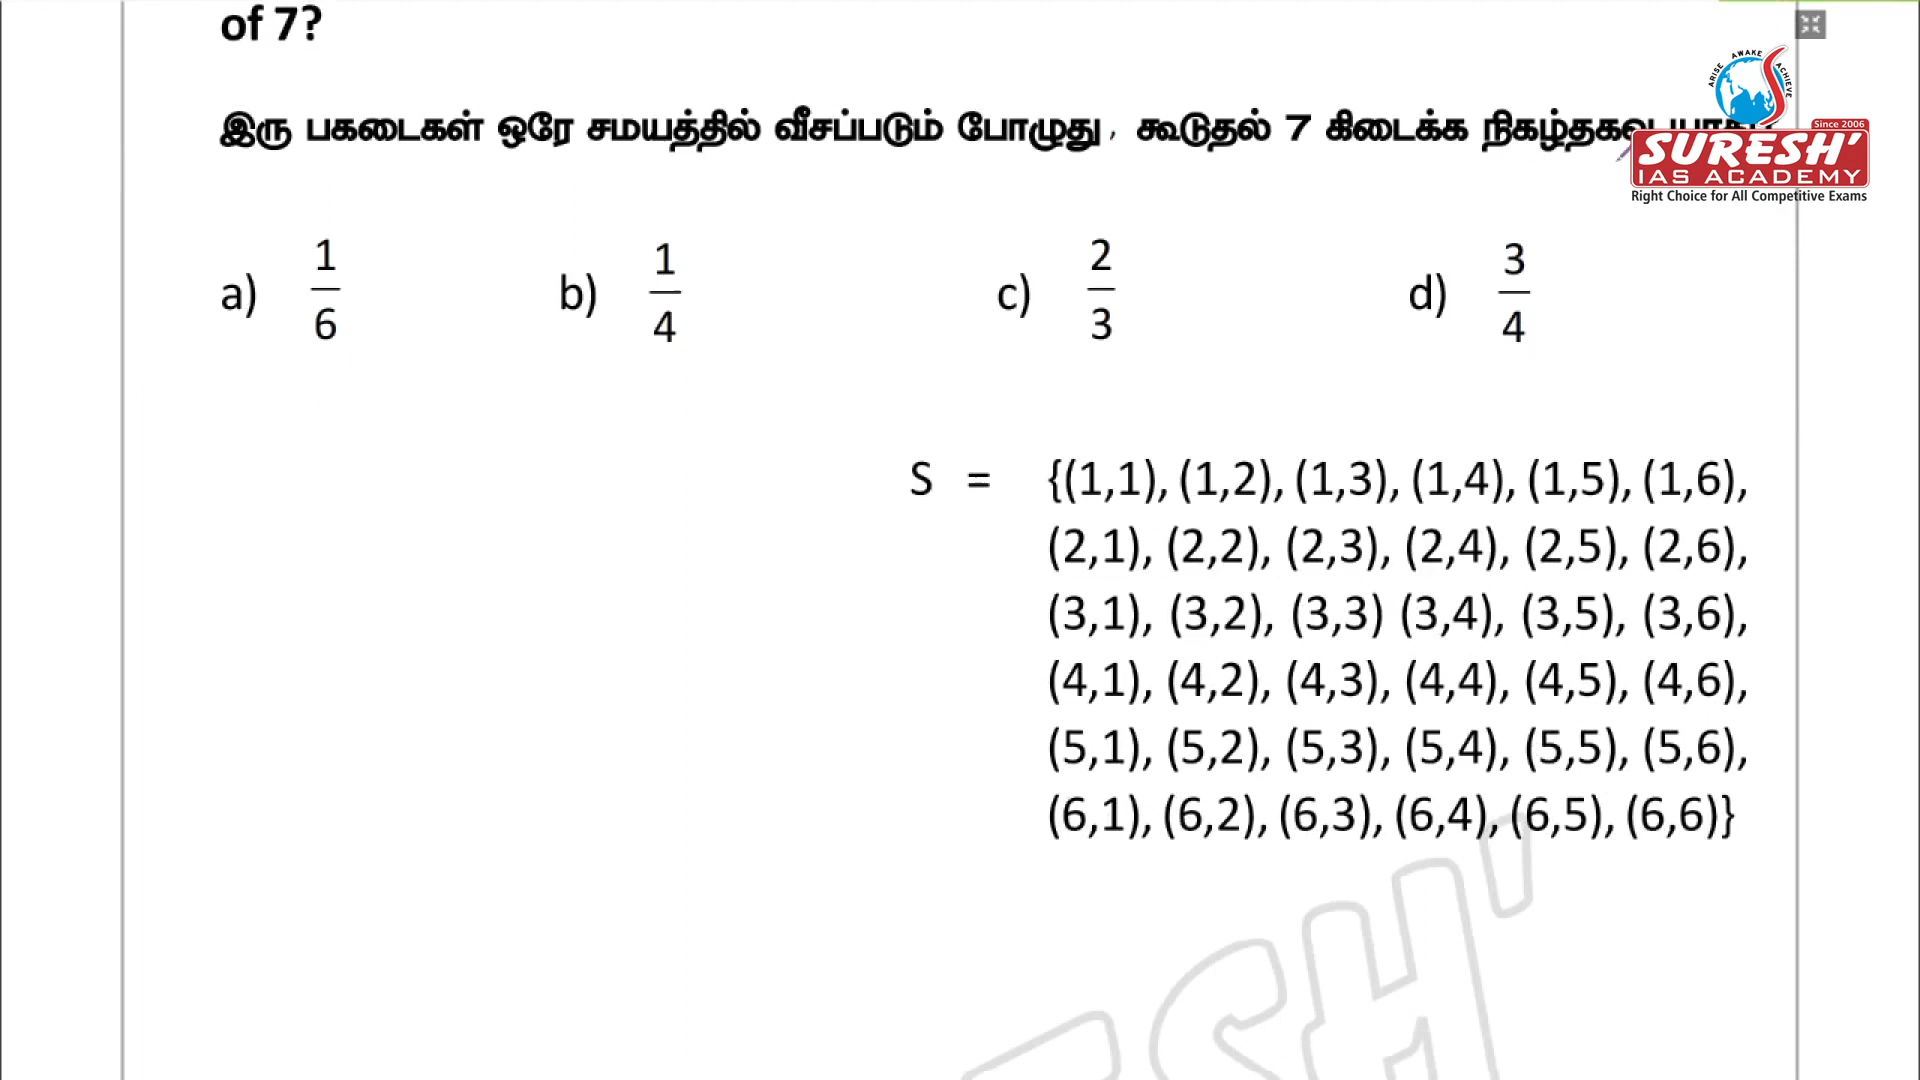 of 7?
இரு பகடைகள் ஒரே சமயத்தில் வீசப்படும் போழுது, கூடுதல் 7 கிடைக்க
ARISE AWAKE ACHIEVE
Since 2006
SURESH'
IAS ACADEMY
Right Choice for All Competitive Exams
a) 1/6 b) 1/4 c) 2/3 d) 3/4
S = {(1,1), (1,2), (1,3), (1,4), (1,5), (1,6),
(2,1), (2,2), (2,3), (2,4), (2,5), (2,6),
(3,1), (3,2), (3,3) (3,4), (3,5), (3,6),
(4,1), (4,2), (4,3), (4,4), (4,5), (4,6),
(5,1), (5,2), (5,3), (5,4), (5,5), (5,6),
(6,1), (6,2), (6,3), (6,4), (6,5), (6,6)}